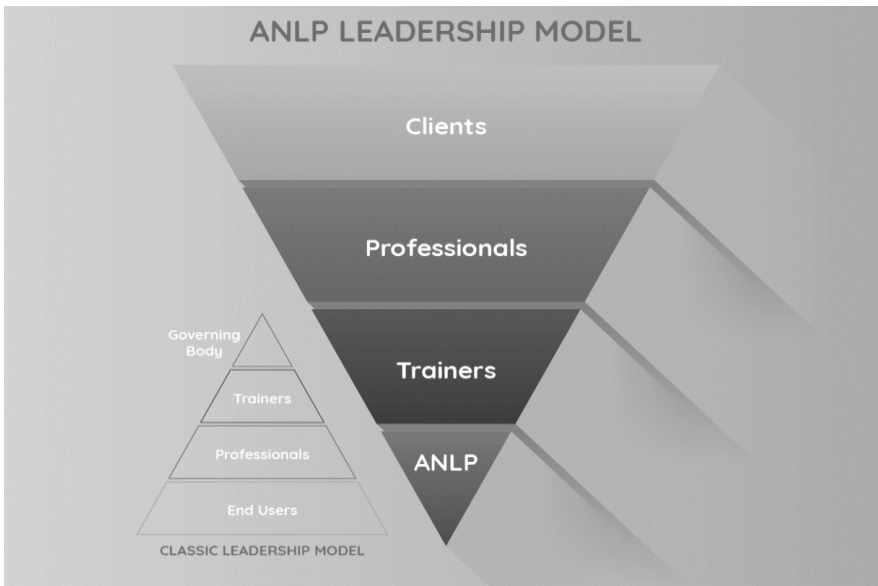 ANLP LEADERSHIP MODEL
Clients
Professionals
Trainers
ANLP
Governing
Body
Trainers
Professionals
End Users
CLASSIC LEADERSHIP MODEL